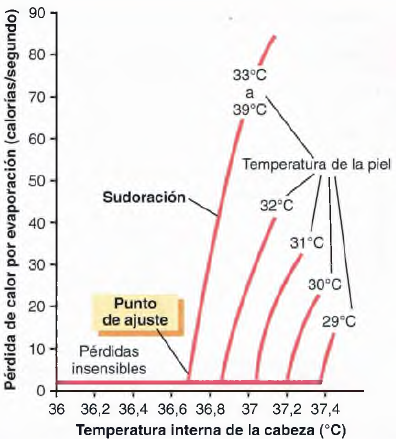 Pérdida de calor por evaporación (calorías/segundo)
90
80
70
60
50
40
30
20
10
0
33°C
a
39°C
Temperatura de la piel
Sudoración
32°C
31°C
30°C
29°C
Punto
de ajuste
Pérdidas
insensibles
36 36,2 36,4 36,6 36,8 37 37,2 37,4
Temperatura interna de la cabeza (°C)